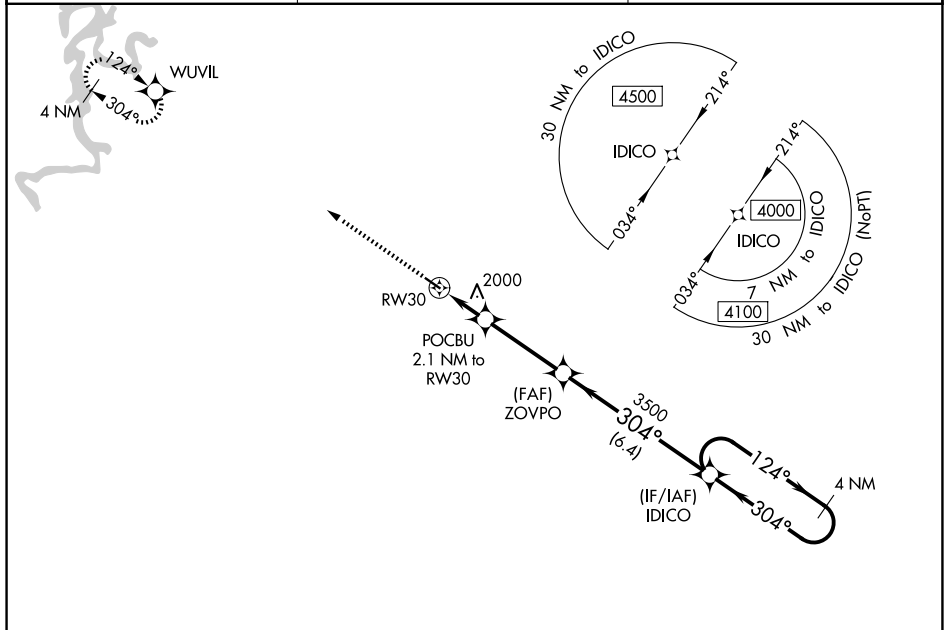 124°
WUVIL
4 NM
304°
30 NM to IDICO
4500
214°
IDICO
034°
214°
4000
IDICO
7 NM to IDICO
034°
4100
30 NM to IDICO (NoPT)
RW30
2000
POCBU
2.1 NM to
RW30
(FAF)
ZOVPO
3500
304°
(6.4)
124°
4 NM
(IF/IAF)
IDICO
304°